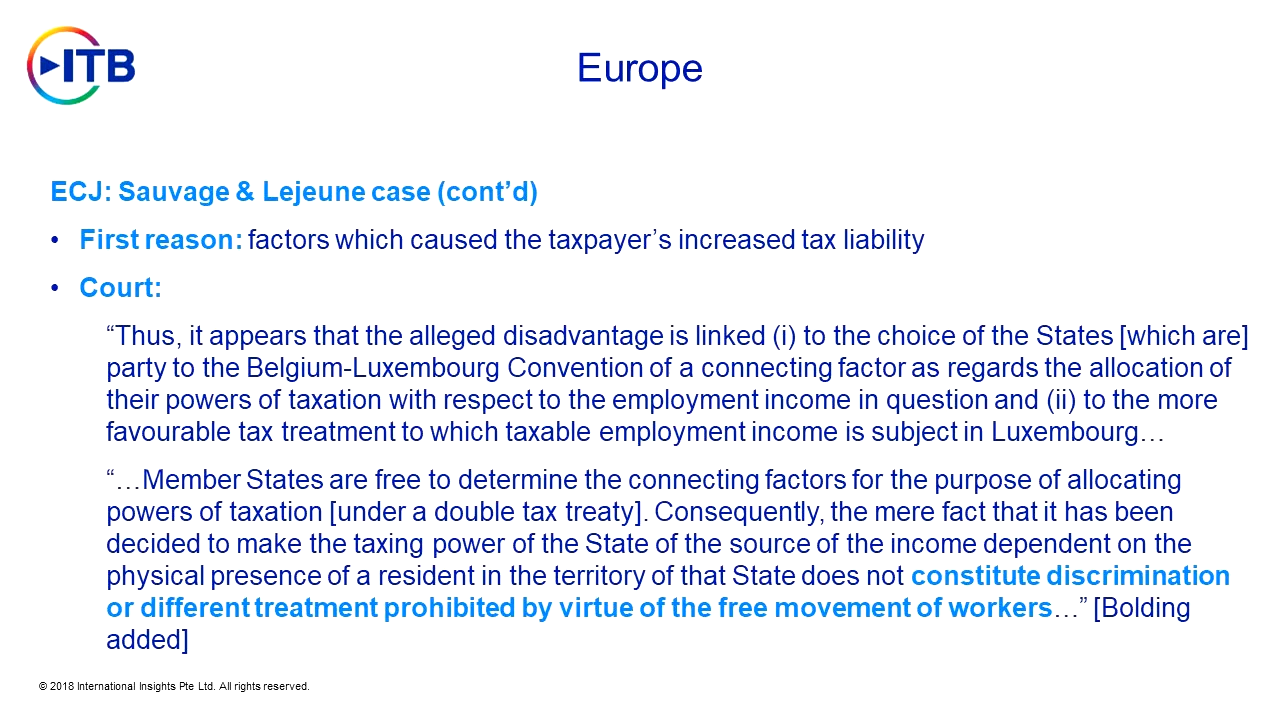 ITB
Europe
ECJ: Sauvage & Lejeune case (cont’d)
• First reason: factors which caused the taxpayer’s increased tax liability
• Court:
“Thus, it appears that the alleged disadvantage is linked (i) to the choice of the States [which are]
party to the Belgium-Luxembourg Convention of a connecting factor as regards the allocation of
their powers of taxation with respect to the employment income in question and (ii) to the more
favourable tax treatment to which taxable employment income is subject in Luxembourg…
“…Member States are free to determine the connecting factors for the purpose of allocating
powers of taxation [under a double tax treaty]. Consequently, the mere fact that it has been
decided to make the taxing power of the State of the source of the income dependent on the
physical presence of a resident in the territory of that State does not constitute discrimination
or different treatment prohibited by virtue of the free movement of workers…” [Bolding
added]
© 2018 International Insights Pte Ltd. All rights reserved.